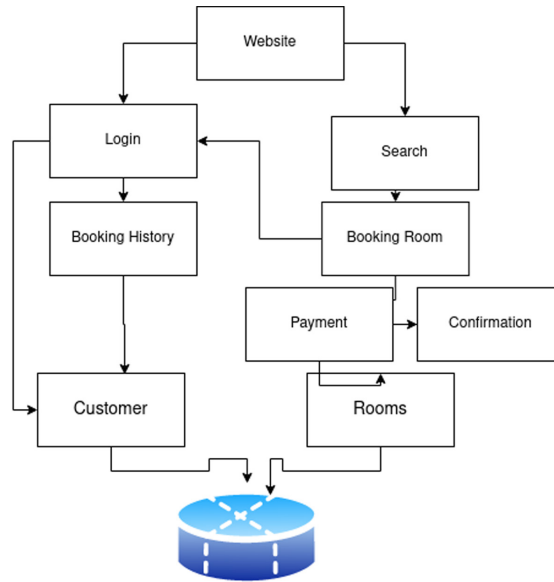 Website
Login
Search
Booking History
Booking Room
Payment
Confirmation
Customer
Rooms